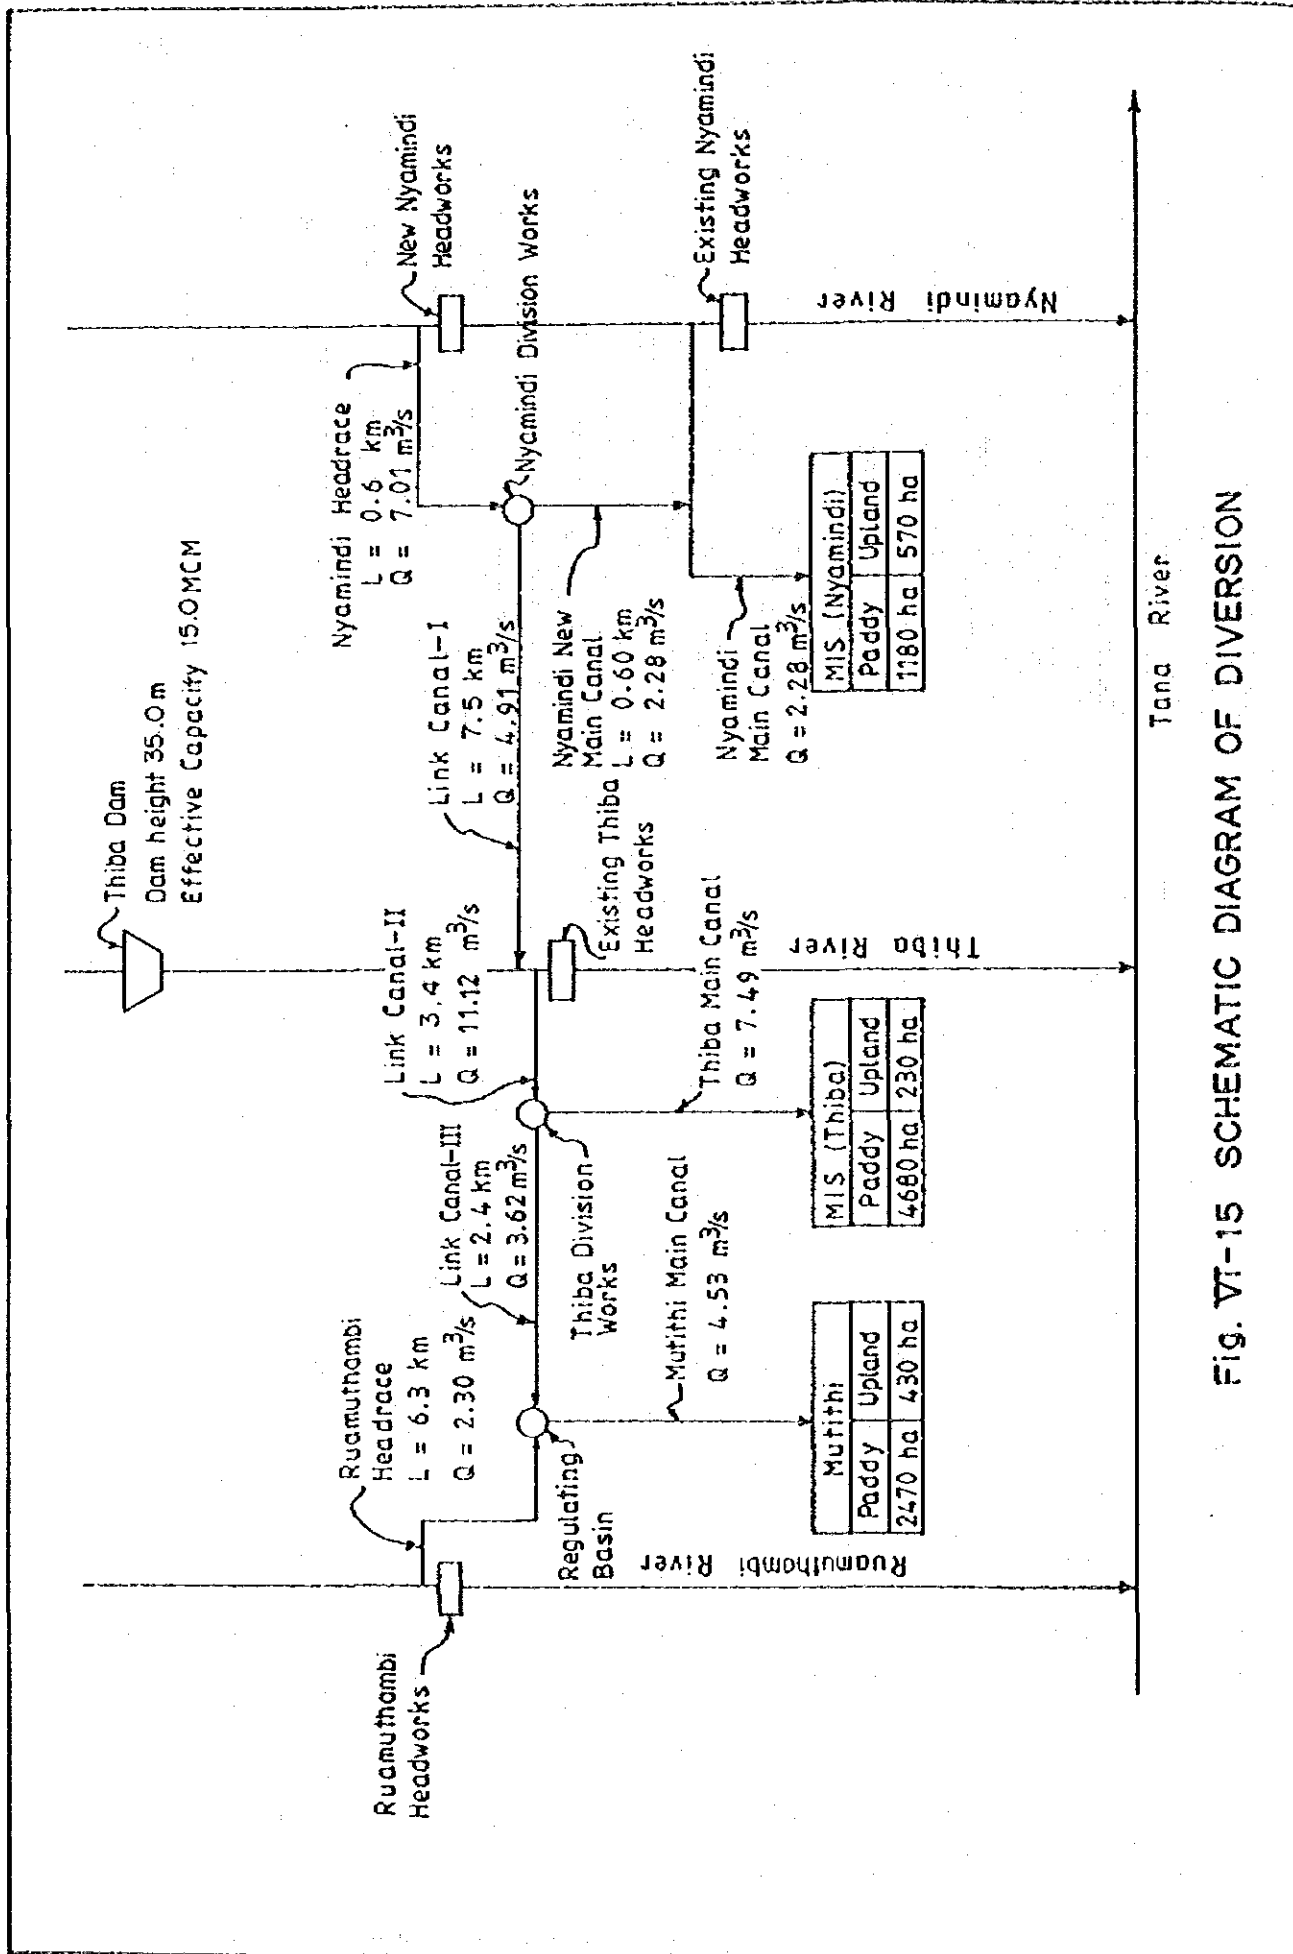 Thiba Dam
Dam height 35.0m
Effective Capacity 15.0MCM
Ruamuthambi
Headworks
Ruamuthambi
Headrace
L = 6.3 km
Q = 2.30 m³/s
Link Canal-III
L = 2.4 km
Q = 3.62 m³/s
Link Canal-II
L = 3.4 km
Q = 11.12 m³/s
Link Canal-I
L = 7.5 km
Q = 4.91 m³/s
Nyamindi Headrace
L = 0.6 km
Q = 7.01 m³/s
New Nyamindi
Headworks
Nyamindi Division Works
Regulating
Basin
Thiba Division
Works
Existing Thiba
Headworks
Nyamindi New
Main Canal
L = 0.60 km
Q = 2.28 m³/s
Existing Nyamindi
Headworks
Mutithi Main Canal
Q = 4.53 m³/s
Thiba Main Canal
Q = 7.49 m³/s
Nyamindi
Main Canal
Q = 2.28 m³/s
Ruamuthambi River
Thiba River
Nyamindi River
Mutithi
Paddy Upland
2470 ha 430 ha
MIS (Thiba)
Paddy Upland
4680 ha 230 ha
MIS (Nyamindi)
Paddy Upland
1180 ha 570 ha
Tana River
Fig. VI-15 SCHEMATIC DIAGRAM OF DIVERSION